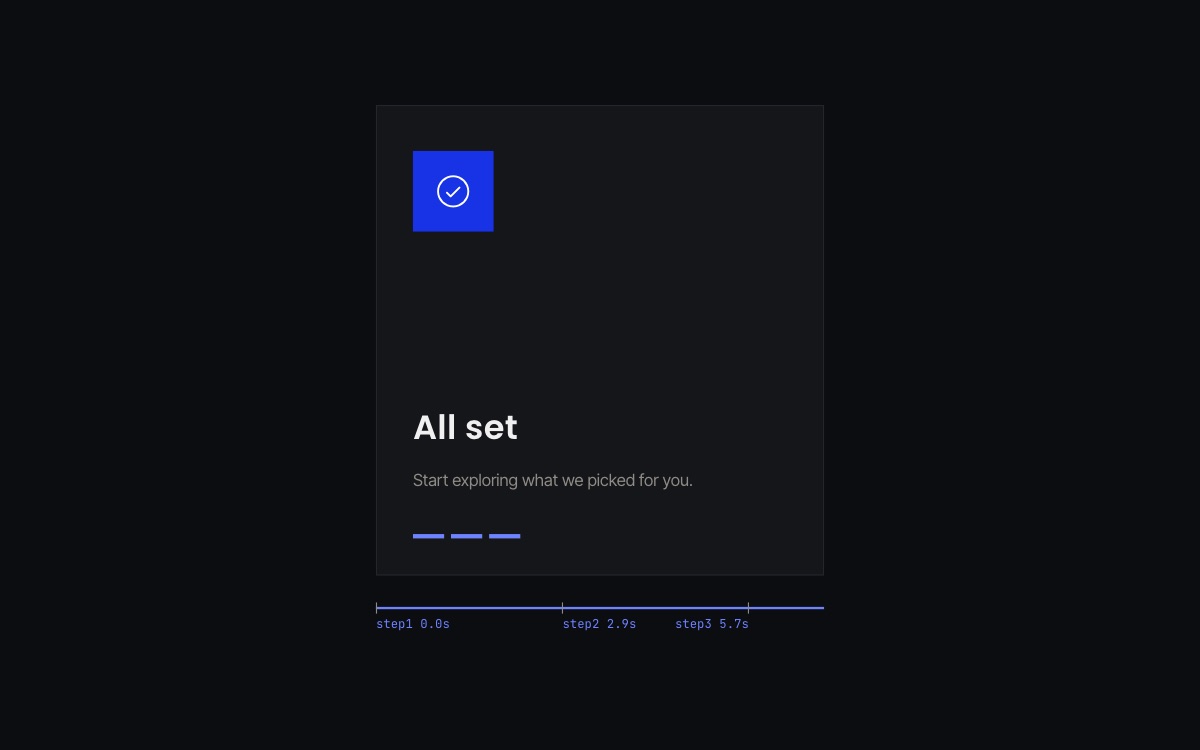 All set
Start exploring what we picked for you.
step1 0.0s step2 2.9s step3 5.7s